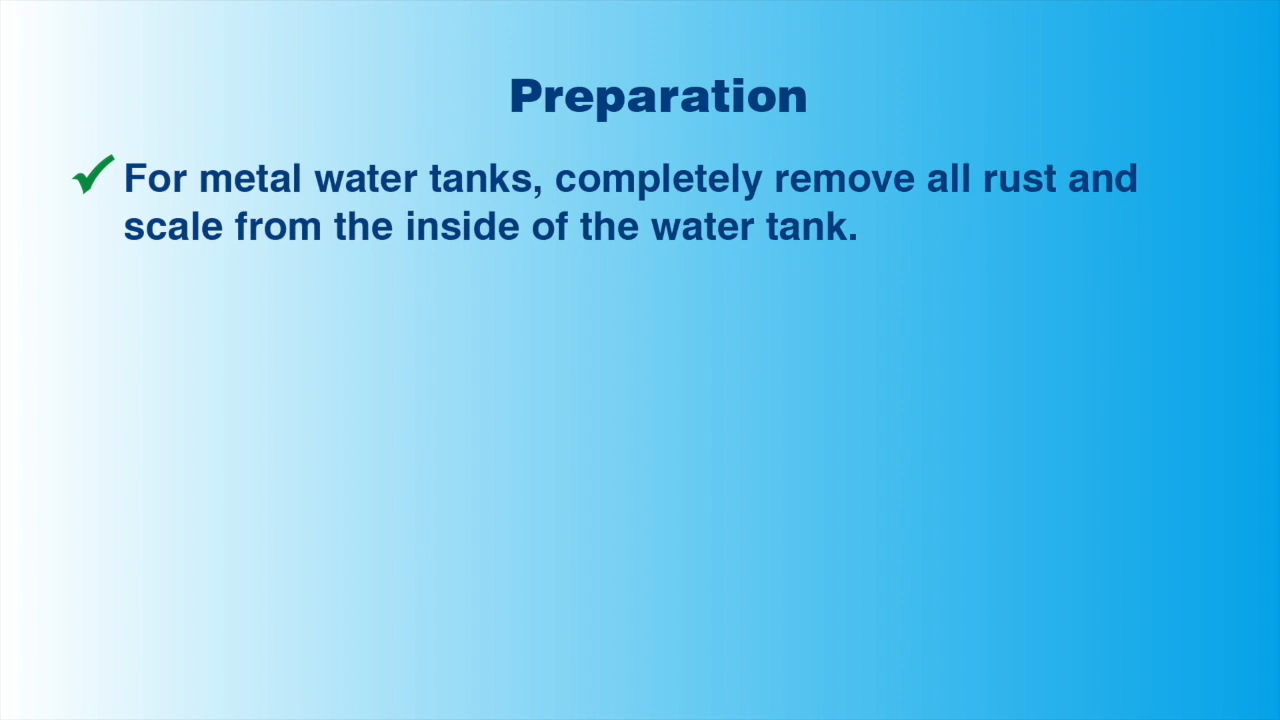 Preparation
For metal water tanks, completely remove all rust and
scale from the inside of the water tank.